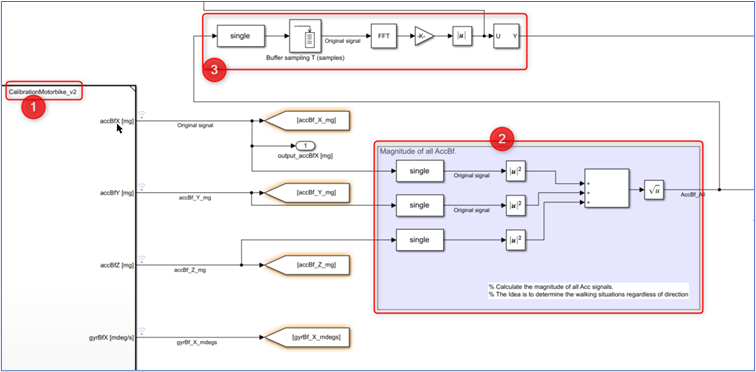 single
Original signal
FFT
-K-
|u|
U Y
Buffer sampling T (samples)
3
CalibrationMotorbike_v2
1
accBfX [mg]
Original signal
[accBf_X_mg]
1
output_accBfX [mg]
2
Magnitude of all AccBf.
single
Original signal
|u|²
accBfY [mg]
accBf_Y_mg
[accBf_Y_mg]
single
Original signal
|u|²
+
+
+
√u
AccBf_All
single
|u|²
accBfZ [mg]
accBf_Z_mg
[accBf_Z_mg]
% Calculate the magnitude of all Acc signals.
% The Idea is to determine the walking situations regardless of direction
gyrBfX [mdeg/s]
gyrBf_X_mdegs
[gyrBf_X_mdegs]